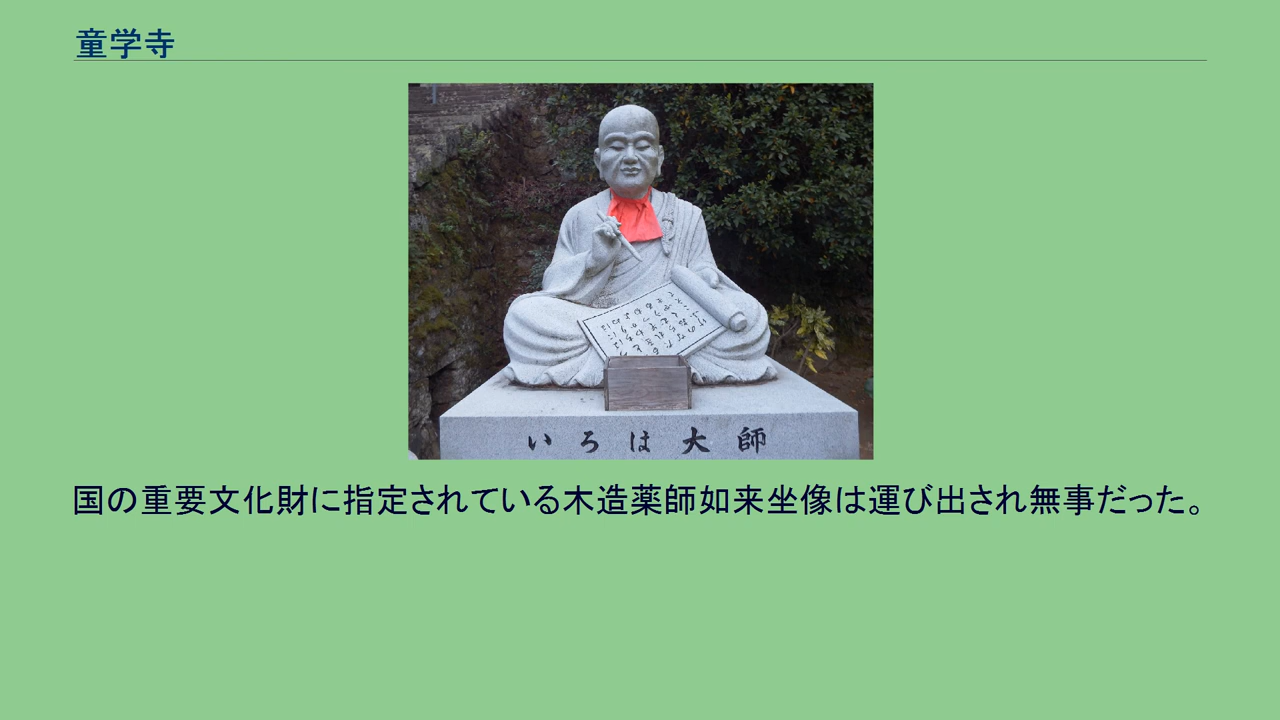 童学寺
いろは大師
国の重要文化財に指定されている木造薬師如来坐像は運び出され無事だった。